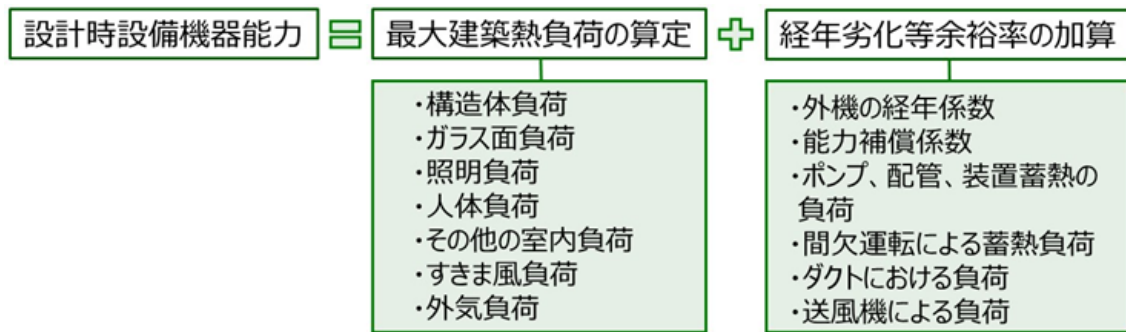 設計時設備機器能力
最大建築熱負荷の算定
経年劣化等余裕率の加算
・構造体負荷
・ガラス面負荷
・照明負荷
・人体負荷
・その他の室内負荷
・すきま風負荷
・外気負荷
・外機の経年係数
・能力補償係数
・ポンプ、配管、装置蓄熱の
負荷
・間欠運転による蓄熱負荷
・ダクトにおける負荷
・送風機による負荷